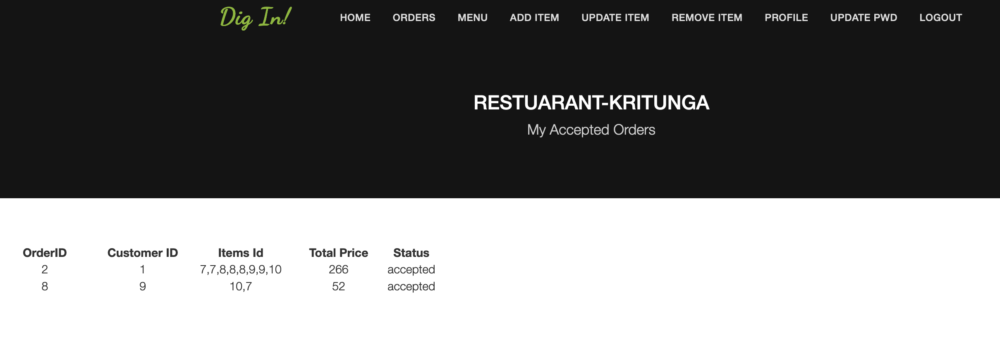 Dig In! HOME ORDERS MENU ADD ITEM UPDATE ITEM REMOVE ITEM PROFILE UPDATE PWD LOGOUT
RESTUARANT-KRITUNGA
My Accepted Orders
OrderID Customer ID Items Id Total Price Status
2 1 7,7,8,8,8,9,9,10 266 accepted
8 9 10,7 52 accepted